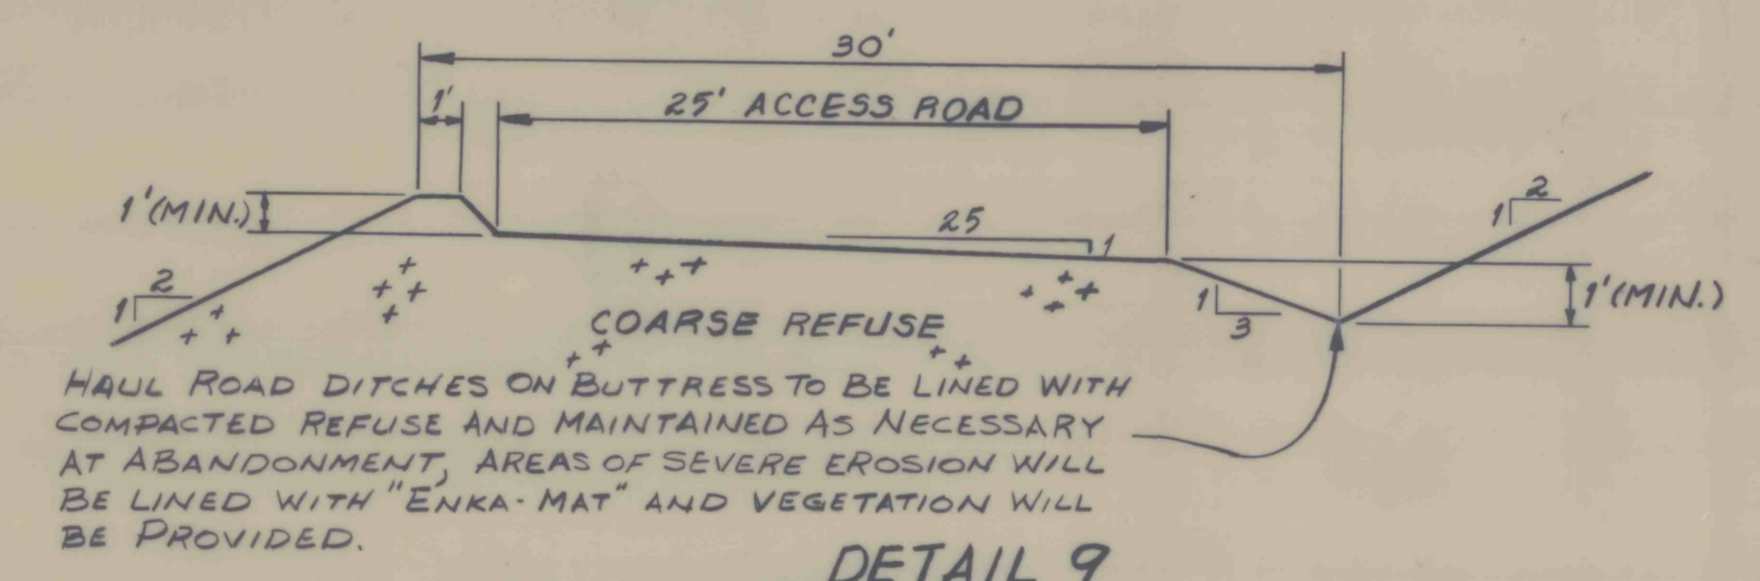 30'
1'
25' ACCESS ROAD
1'(MIN.)
25
1
2
1
2
1
1
3
1'(MIN.)
COARSE REFUSE
HAUL ROAD DITCHES ON BUTTRESS TO BE LINED WITH
COMPACTED REFUSE AND MAINTAINED AS NECESSARY
AT ABANDONMENT, AREAS OF SEVERE EROSION WILL
BE LINED WITH "ENKA-MAT" AND VEGETATION WILL
BE PROVIDED.
DETAIL 9